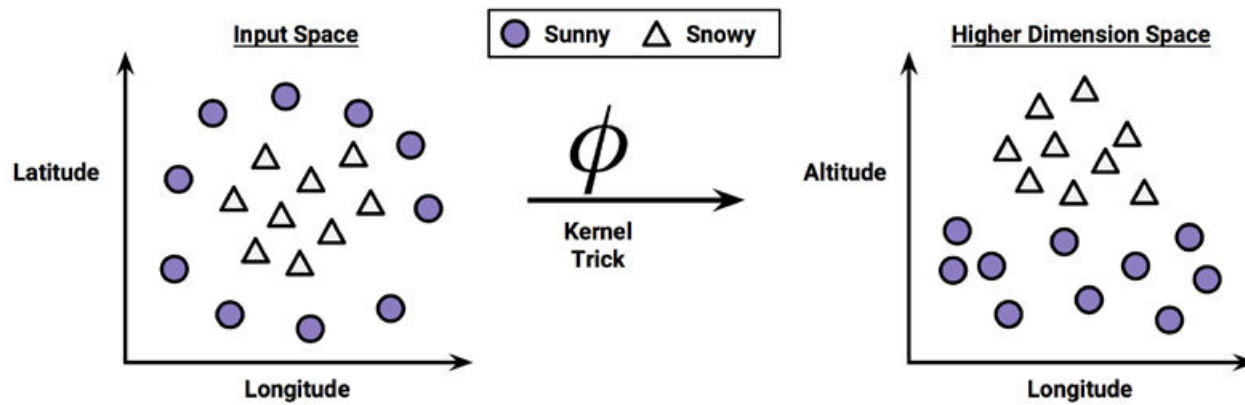 Input Space
Sunny Snowy
Higher Dimension Space
Latitude
ϕ
Kernel
Trick
Altitude
Longitude
Longitude